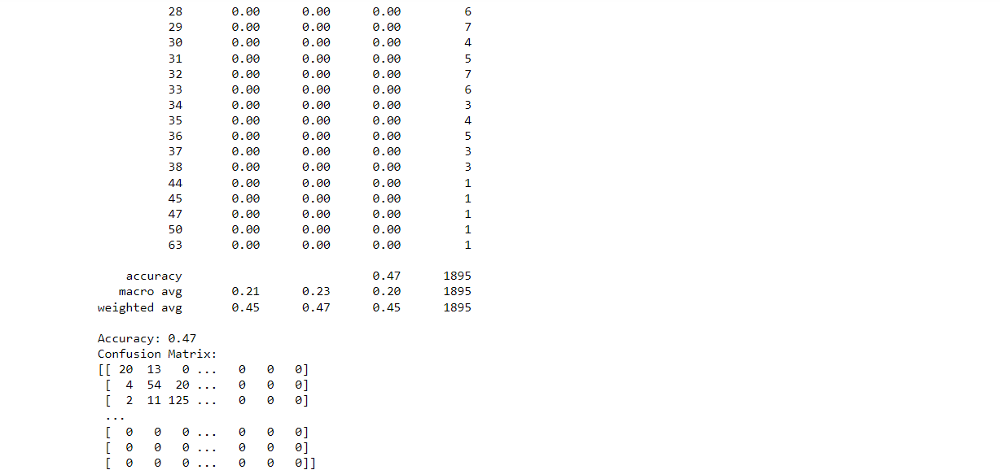 28 0.00 0.00 0.00 6
29 0.00 0.00 0.00 7
30 0.00 0.00 0.00 4
31 0.00 0.00 0.00 5
32 0.00 0.00 0.00 7
33 0.00 0.00 0.00 6
34 0.00 0.00 0.00 3
35 0.00 0.00 0.00 4
36 0.00 0.00 0.00 5
37 0.00 0.00 0.00 3
38 0.00 0.00 0.00 3
44 0.00 0.00 0.00 1
45 0.00 0.00 0.00 1
47 0.00 0.00 0.00 1
50 0.00 0.00 0.00 1
63 0.00 0.00 0.00 1
accuracy 0.47 1895
macro avg 0.21 0.23 0.20 1895
weighted avg 0.45 0.47 0.45 1895
Accuracy: 0.47
Confusion Matrix:
[[ 20 13 0 ... 0 0 0]
[ 4 54 20 ... 0 0 0]
[ 2 11 125 ... 0 0 0]
...
[ 0 0 0 ... 0 0 0]
[ 0 0 0 ... 0 0 0]
[ 0 0 0 ... 0 0 0]]